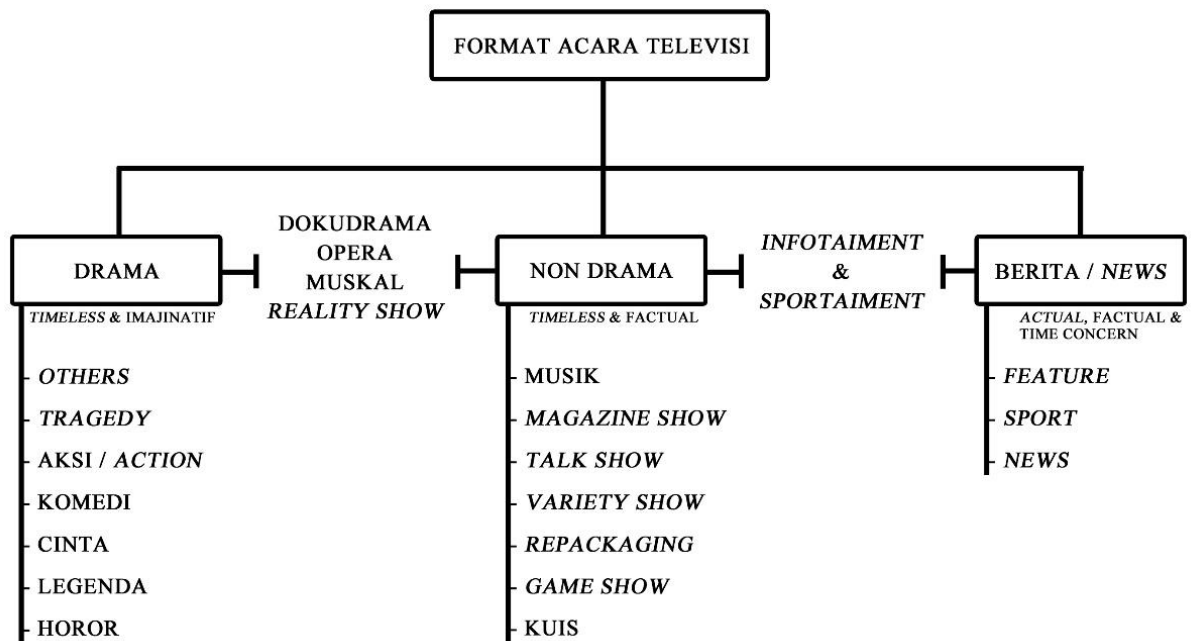 FORMAT ACARA TELEVISI
DRAMA
TIMELESS & IMAJINATIF
- OTHERS
- TRAGEDY
- AKSI / ACTION
- KOMEDI
- CINTA
- LEGENDA
- HOROR
DOKUDRAMA
OPERA
MUSKAL
REALITY SHOW
NON DRAMA
TIMELESS & FACTUAL
- MUSIK
- MAGAZINE SHOW
- TALK SHOW
- VARIETY SHOW
- REPACKAGING
- GAME SHOW
- KUIS
INFOTAIMENT
&
SPORTAIMENT
BERITA / NEWS
ACTUAL, FACTUAL &
TIME CONCERN
- FEATURE
- SPORT
- NEWS